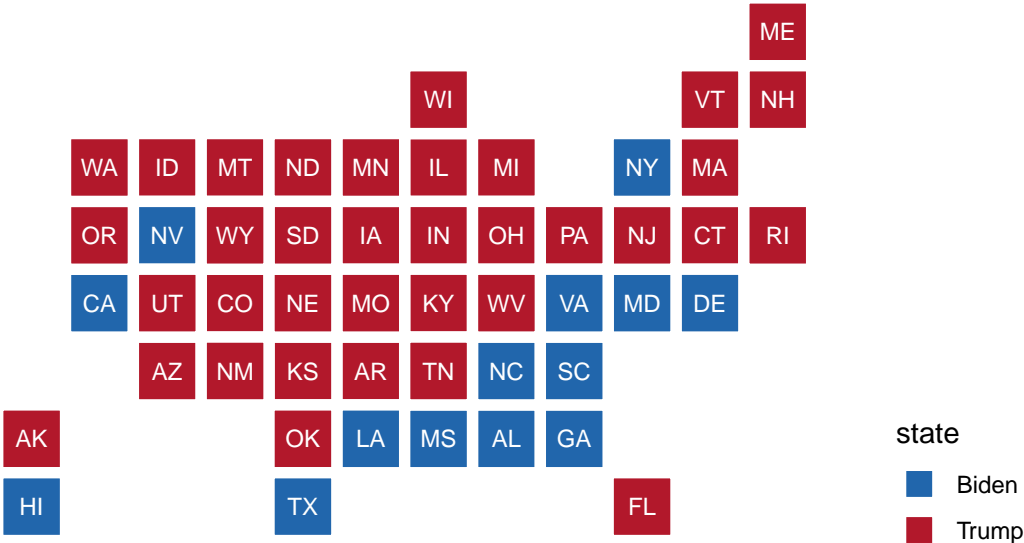 ME
WI VT NH
WA ID MT ND MN IL MI NY MA
OR NV WY SD IA IN OH PA NJ CT RI
CA UT CO NE MO KY WV VA MD DE
AZ NM KS AR TN NC SC
AK OK LA MS AL GA
HI TX FL
state
Biden
Trump